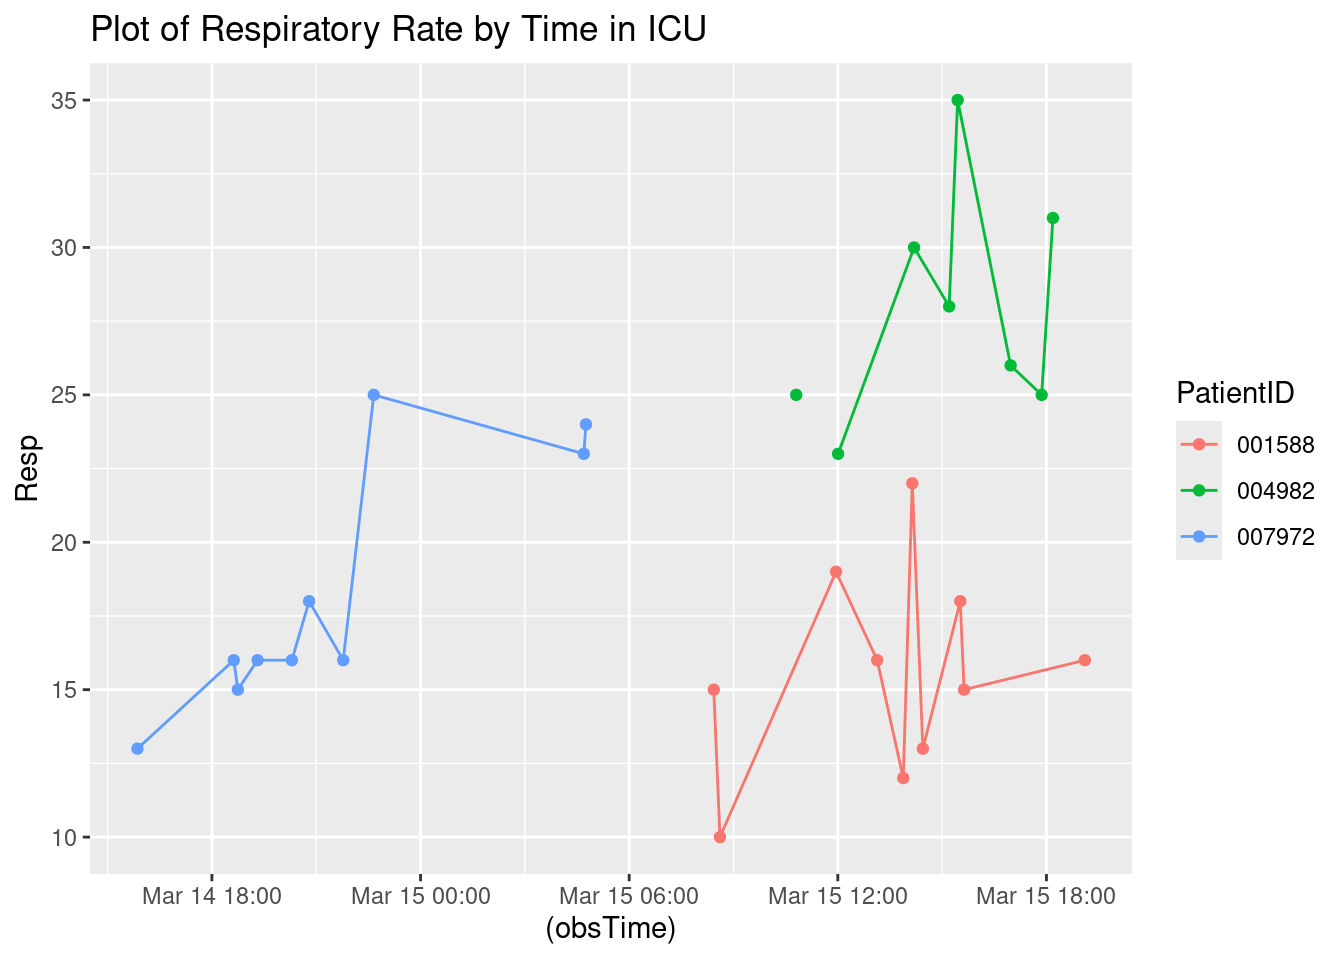 Plot of Respiratory Rate by Time in ICU
35
30
25
20
15
10
Resp
Mar 14 18:00
Mar 15 00:00
Mar 15 06:00
Mar 15 12:00
Mar 15 18:00
(obsTime)
PatientID
001588
004982
007972